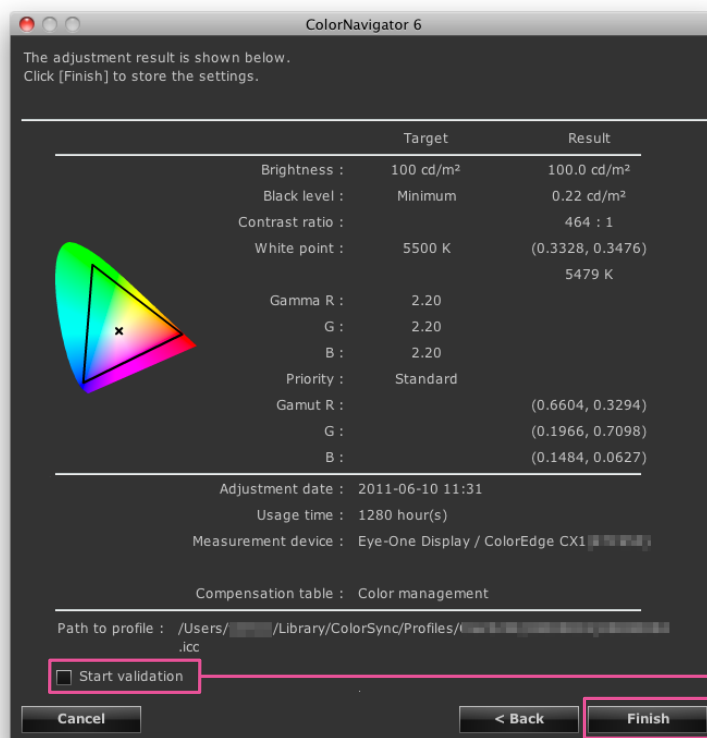 ColorNavigator 6
The adjustment result is shown below.
Click [Finish] to store the settings.
Target Result
Brightness : 100 cd/m² 100.0 cd/m²
Black level : Minimum 0.22 cd/m²
Contrast ratio : 464 : 1
White point : 5500 K (0.3328, 0.3476)
5479 K
Gamma R : 2.20
G : 2.20
B : 2.20
Priority : Standard
Gamut R : (0.6604, 0.3294)
G : (0.1966, 0.7098)
B : (0.1484, 0.0627)
Adjustment date : 2011-06-10 11:31
Usage time : 1280 hour(s)
Measurement device : Eye-One Display / ColorEdge CX1
Compensation table : Color management
Path to profile : /Users/ /Library/ColorSync/Profiles/
.icc
Start validation
Cancel < Back Finish